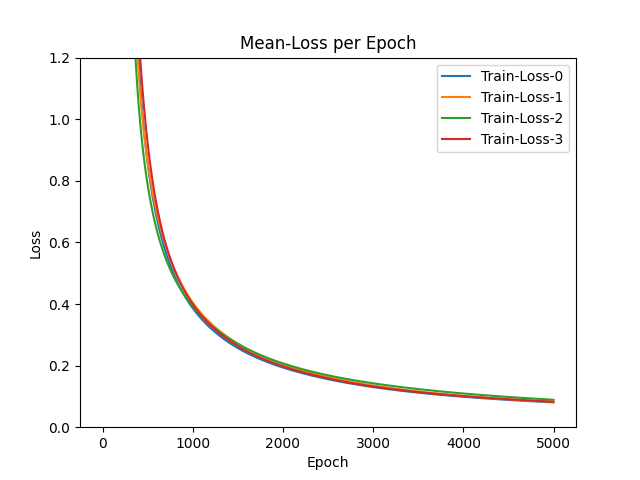 Mean-Loss per Epoch
1.2
1.0
0.8
0.6
0.4
0.2
0.0
Loss
Train-Loss-0
Train-Loss-1
Train-Loss-2
Train-Loss-3
0 1000 2000 3000 4000 5000
Epoch